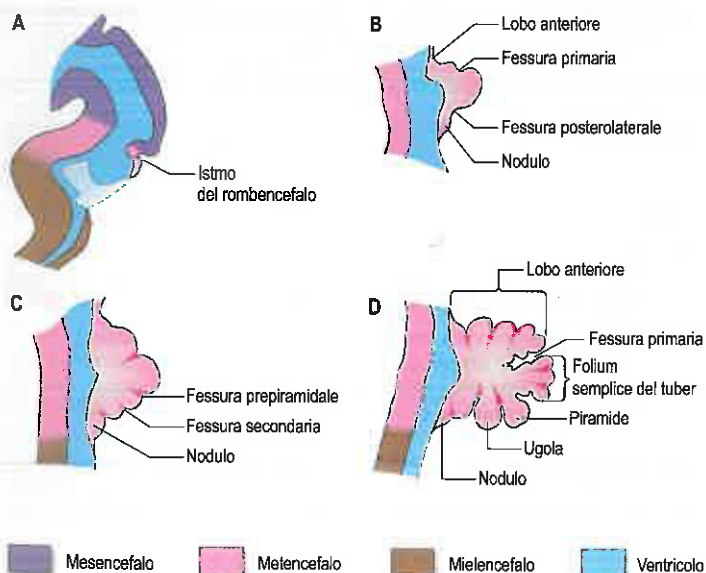 A
Istmo
del rombencefalo
B
Lobo anteriore
Fessura primaria
Fessura posterolaterale
Nodulo
C
Fessura prepiramidale
Fessura secondaria
Nodulo
D
Lobo anteriore
Fessura primaria
Folium
semplice del tuber
Piramide
Ugola
Nodulo
Mesencefalo
Metencefalo
Mielencefalo
Ventricolo